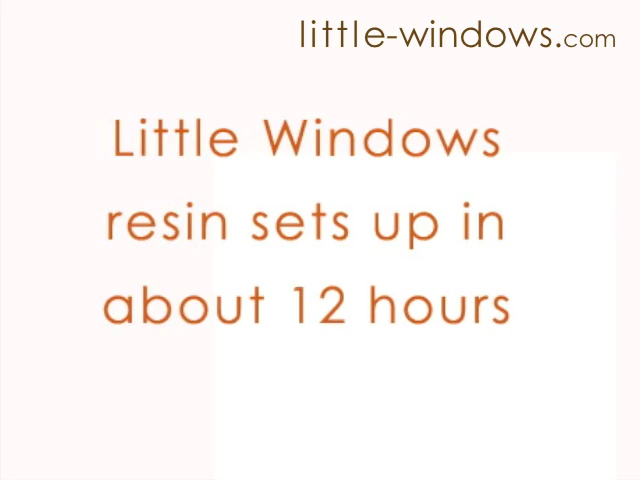 little-windows.com
Little Windows
resin sets up in
about 12 hours